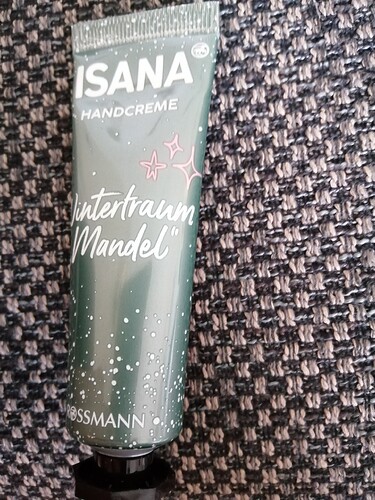 ISANA
HANDCREME
intertraum
Mandel"
OSSMANN